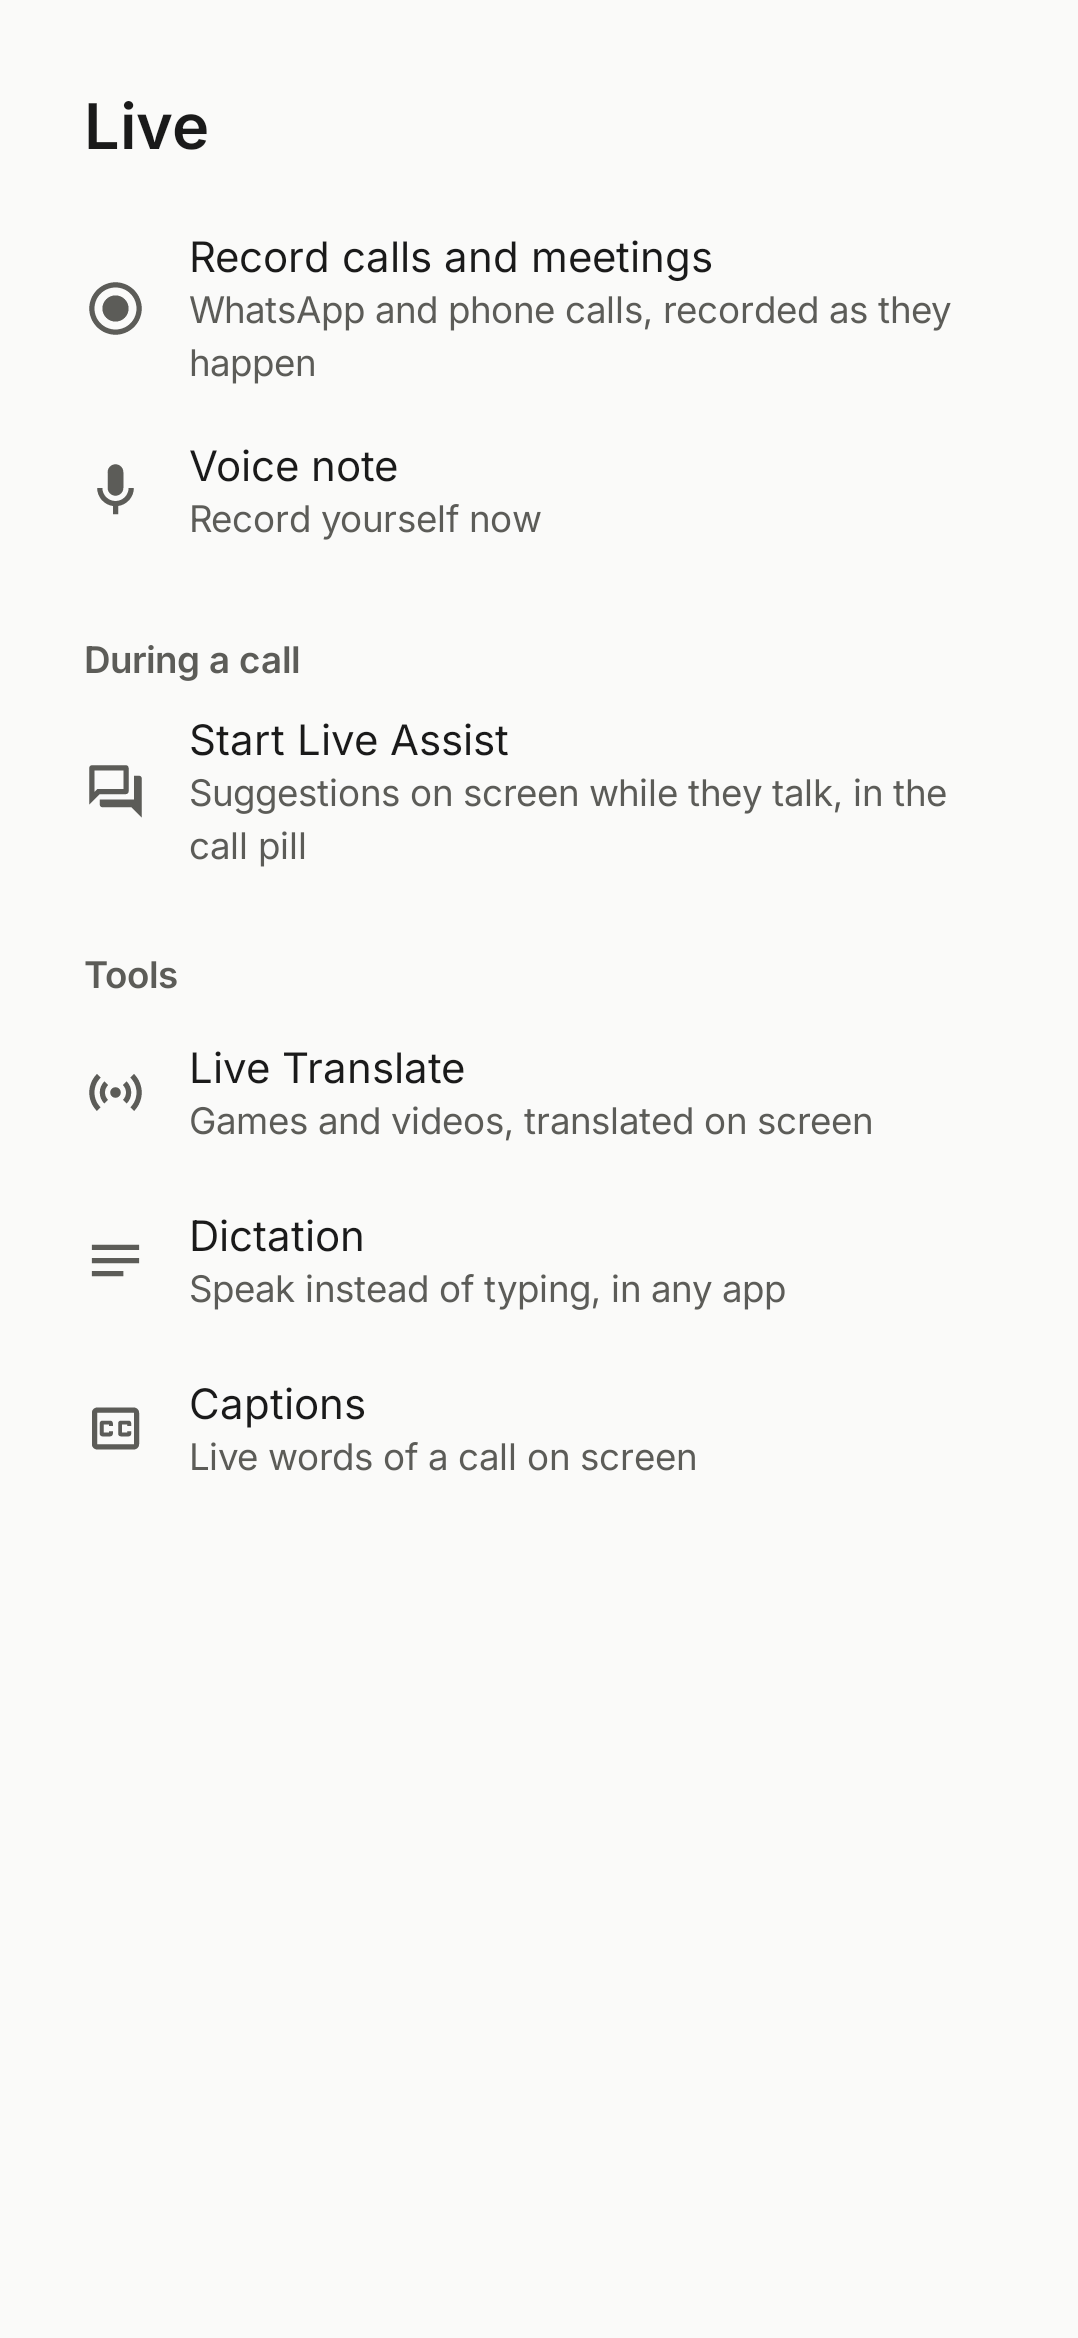 Live
Record calls and meetings
WhatsApp and phone calls, recorded as they
happen
Voice note
Record yourself now
During a call
Start Live Assist
Suggestions on screen while they talk, in the
call pill
Tools
Live Translate
Games and videos, translated on screen
Dictation
Speak instead of typing, in any app
CC
Captions
Live words of a call on screen